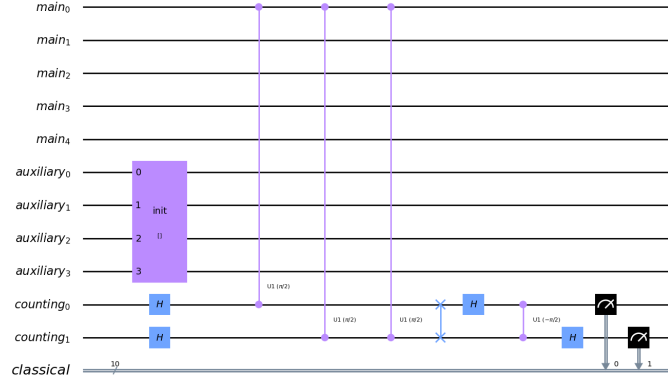 main₀
main₁
main₂
main₃
main₄
auxiliary₀ 0
auxiliary₁ 1 init
auxiliary₂ 2 []
auxiliary₃ 3
U1 (π/2)
counting₀ H H
U1 (π/2) U1 (π/2) U1 (−π/2)
counting₁ H H
classical 10 0 1